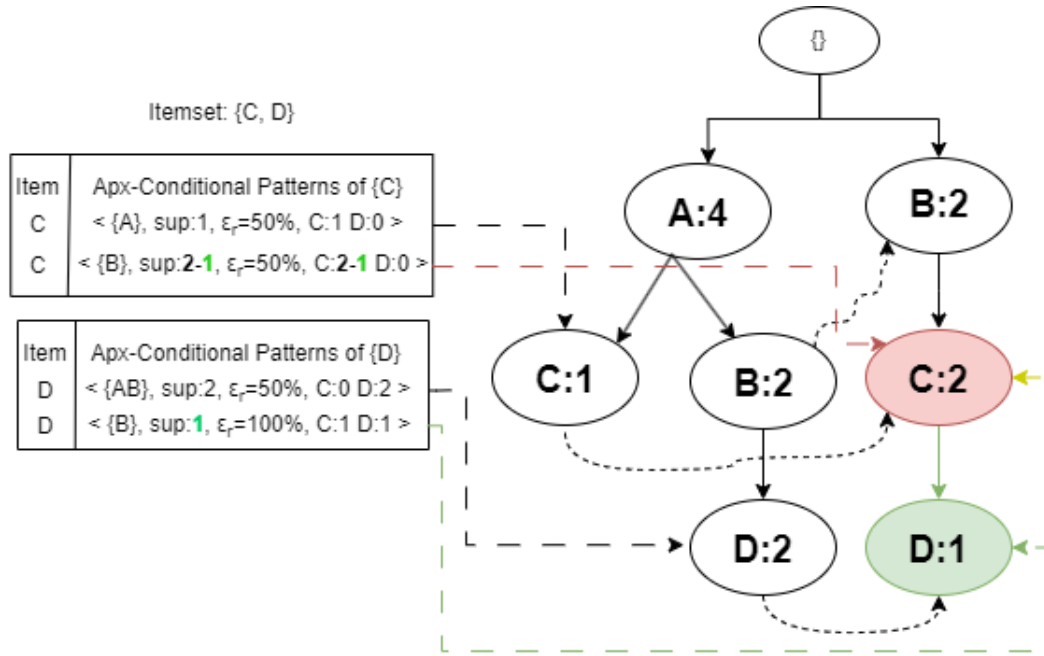 {}
Itemset: {C, D}
Item Apx-Conditional Patterns of {C}
C < {A}, sup:1, εr=50%, C:1 D:0 >
C < {B}, sup:2-1, εr=50%, C:2-1 D:0 >
Item Apx-Conditional Patterns of {D}
D < {AB}, sup:2, εr=50%, C:0 D:2 >
D < {B}, sup:1, εr=100%, C:1 D:1 >
A:4
B:2
C:1
B:2
C:2
D:2
D:1